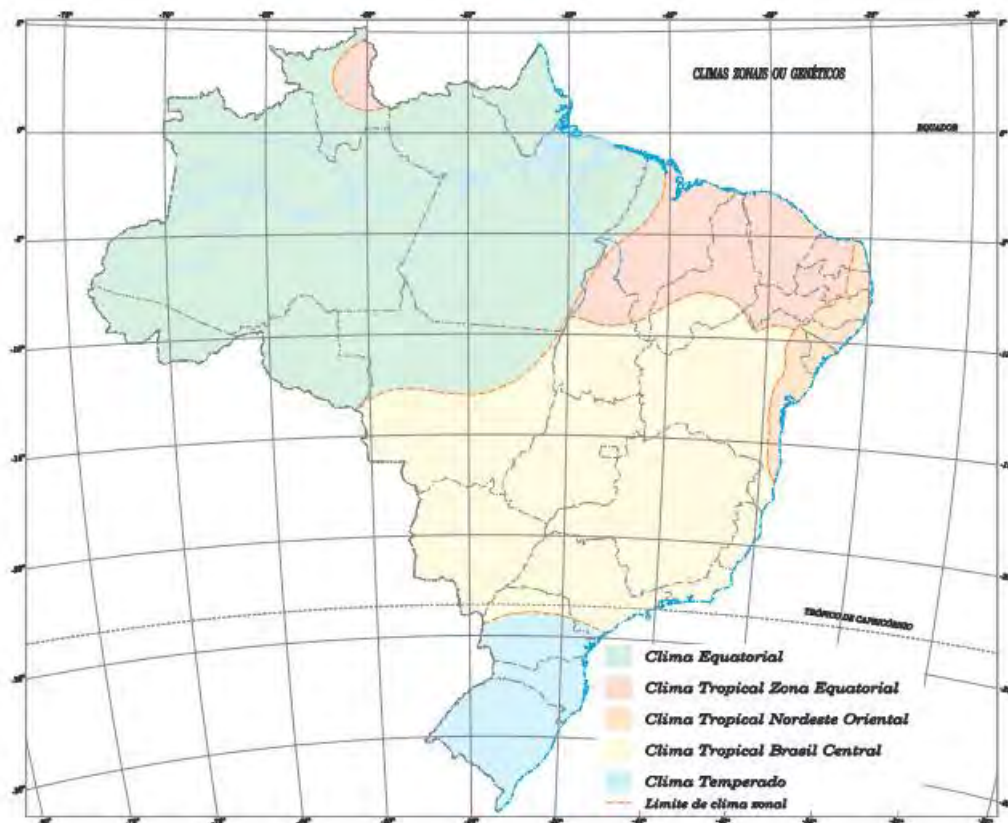 CLIMAS ZONAIS OU GENÉTICOS
EQUADOR
TRÓPICO DE CAPRICÓRNIO
Clima Equatorial
Clima Tropical Zona Equatorial
Clima Tropical Nordeste Oriental
Clima Tropical Brasil Central
Clima Temperado
Limite de clima zonal